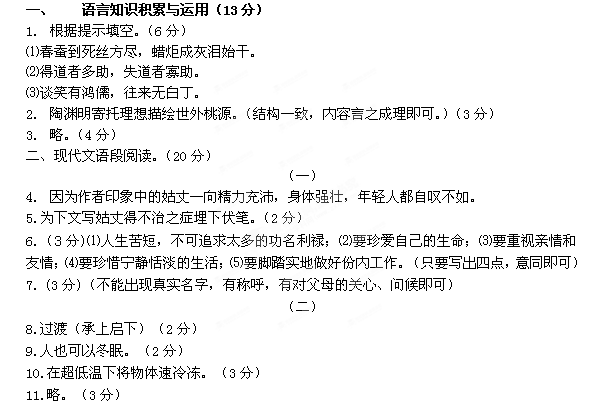 一、 语言知识积累与运用（13分）
1. 根据提示填空。（6分）
⑴春蚕到死丝方尽，蜡炬成灰泪始干。
⑵得道者多助，失道者寡助。
⑶谈笑有鸿儒，往来无白丁。
2. 陶渊明寄托理想描绘世外桃源。（结构一致，内容言之成理即可。）（3分）
3. 略。（4分）
二、现代文语段阅读。（20分）
（一）
4. 因为作者印象中的姑丈一向精力充沛，身体强壮，年轻人都自叹不如。
5.为下文写姑丈得不治之症埋下伏笔。（2分）
6.（3分）⑴人生苦短，不可追求太多的功名利禄；⑵要珍爱自己的生命；⑶要重视亲情和
友情；⑷要珍惜宁静恬淡的生活；⑸要脚踏实地做好份内工作。（只要写出四点，意同即可）
7.（3分）（不能出现真实名字，有称呼，有对父母的关心、问候即可）
（二）
8.过渡（承上启下）（2分）
9.人也可以冬眠。（2分）
10.在超低温下将物体速冷冻。（3分）
11.略。（3分）